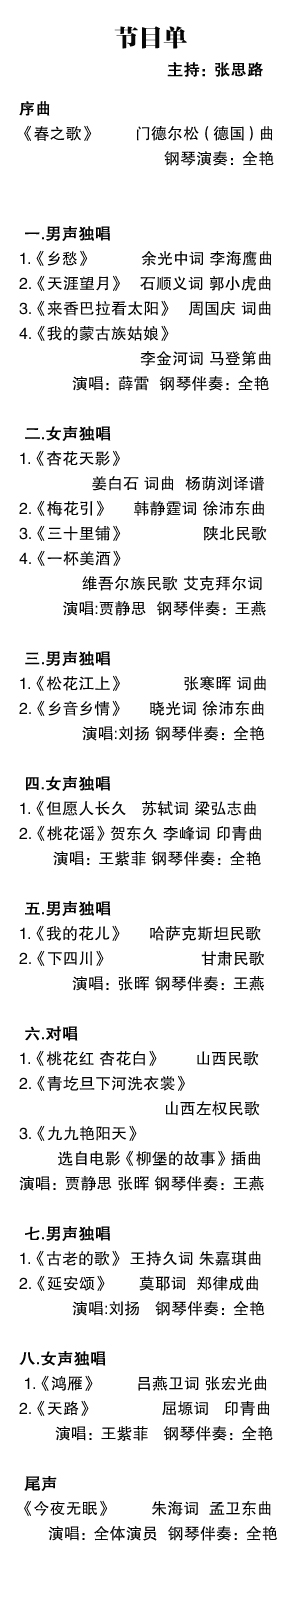 节目单
主持：张思路
序曲
《春之歌》 门德尔松（德国）曲
钢琴演奏：全艳
一.男声独唱
1.《乡愁》 余光中词 李海鹰曲
2.《天涯望月》 石顺义词 郭小虎曲
3.《来香巴拉看太阳》 周国庆 词曲
4.《我的蒙古族姑娘》
李金河词 马登第曲
演唱：薛雷 钢琴伴奏：全艳
二.女声独唱
1.《杏花天影》
姜白石 词曲 杨荫浏译谱
2.《梅花引》 韩静霆词 徐沛东曲
3.《三十里铺》 陕北民歌
4.《一杯美酒》
维吾尔族民歌 艾克拜尔词
演唱:贾静思 钢琴伴奏：王燕
三.男声独唱
1.《松花江上》 张寒晖 词曲
2.《乡音乡情》 晓光词 徐沛东曲
演唱:刘扬 钢琴伴奏：全艳
四.女声独唱
1.《但愿人长久 苏轼词 梁弘志曲
2.《桃花谣》贺东久 李峰词 印青曲
演唱：王紫菲 钢琴伴奏：全艳
五.男声独唱
1.《我的花儿》 哈萨克斯坦民歌
2.《下四川》 甘肃民歌
演唱：张晖 钢琴伴奏：王燕
六.对唱
1.《桃花红 杏花白》 山西民歌
2.《青圪旦下河洗衣裳》
山西左权民歌
3.《九九艳阳天》
选自电影《柳堡的故事》插曲
演唱：贾静思 张晖 钢琴伴奏：王燕
七.男声独唱
1.《古老的歌》王持久词 朱嘉琪曲
2.《延安颂》 莫耶词 郑律成曲
演唱:刘扬 钢琴伴奏：全艳
八.女声独唱
1.《鸿雁》 吕燕卫词 张宏光曲
2.《天路》 屈塬词 印青曲
演唱：王紫菲 钢琴伴奏：全艳
尾声
《今夜无眠》 朱海词 孟卫东曲
演唱：全体演员 钢琴伴奏：全艳